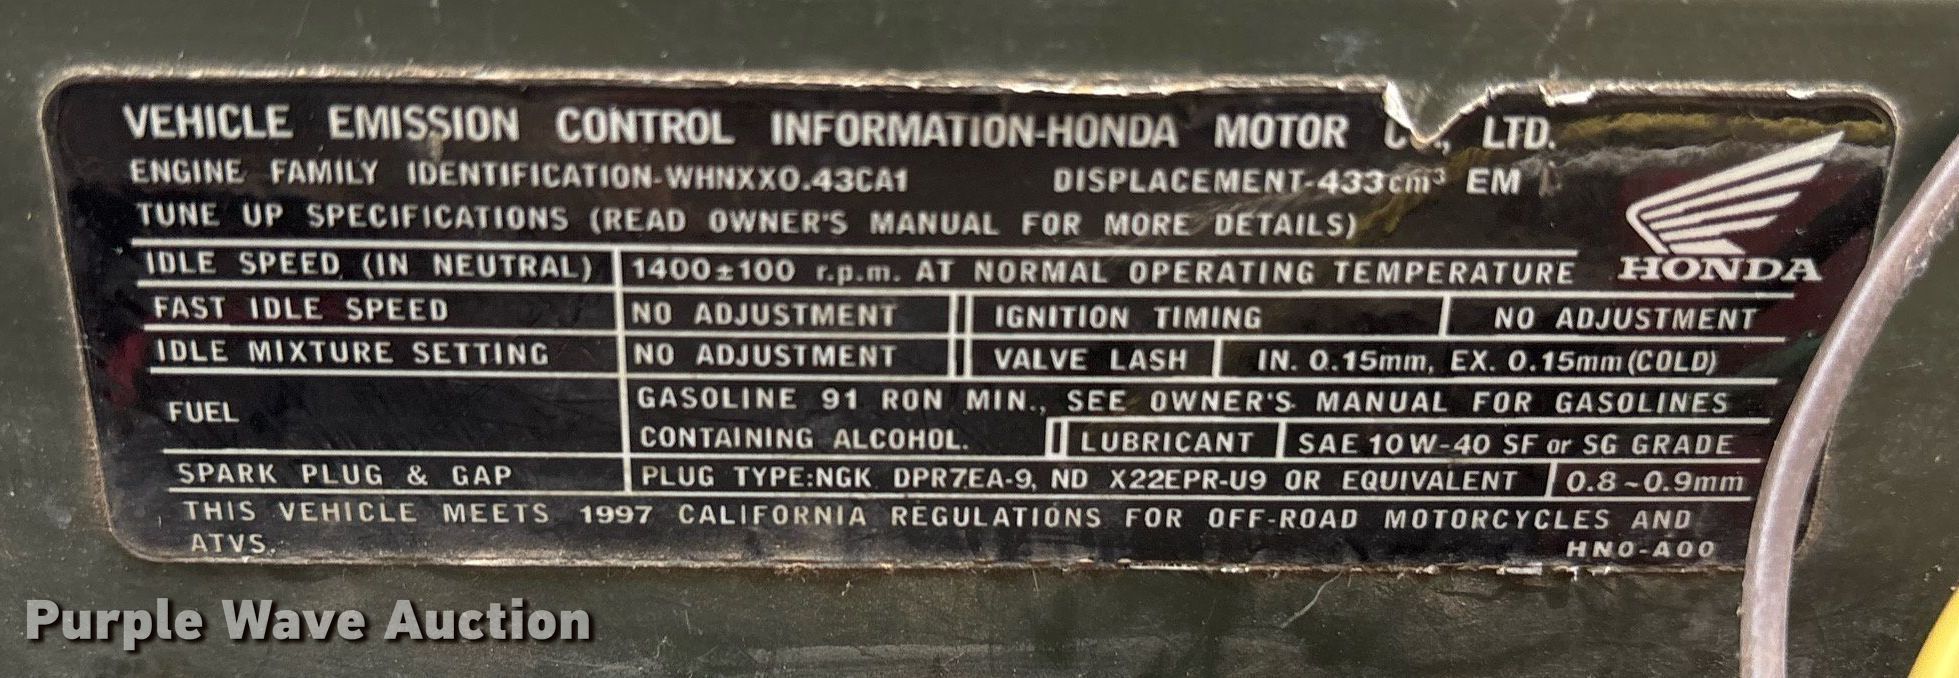 VEHICLE EMISSION CONTROL INFORMATION-HONDA MOTOR CO., LTD.
ENGINE FAMILY IDENTIFICATION-WHNXX0.43CA1 DISPLACEMENT-433cm³ EM
TUNE UP SPECIFICATIONS (READ OWNER'S MANUAL FOR MORE DETAILS)
IDLE SPEED (IN NEUTRAL) 1400±100 r.p.m. AT NORMAL OPERATING TEMPERATURE
HONDA
FAST IDLE SPEED NO ADJUSTMENT IGNITION TIMING NO ADJUSTMENT
IDLE MIXTURE SETTING NO ADJUSTMENT VALVE LASH IN. 0.15mm, EX. 0.15mm (COLD)
FUEL GASOLINE 91 RON MIN., SEE OWNER'S MANUAL FOR GASOLINES
CONTAINING ALCOHOL. LUBRICANT SAE 10W-40 SF or SG GRADE
SPARK PLUG & GAP PLUG TYPE:NGK DPR7EA-9, ND X22EPR-U9 OR EQUIVALENT 0.8~0.9mm
THIS VEHICLE MEETS 1997 CALIFORNIA REGULATIONS FOR OFF-ROAD MOTORCYCLES AND
ATVS. HN0-A00
Purple Wave Auction